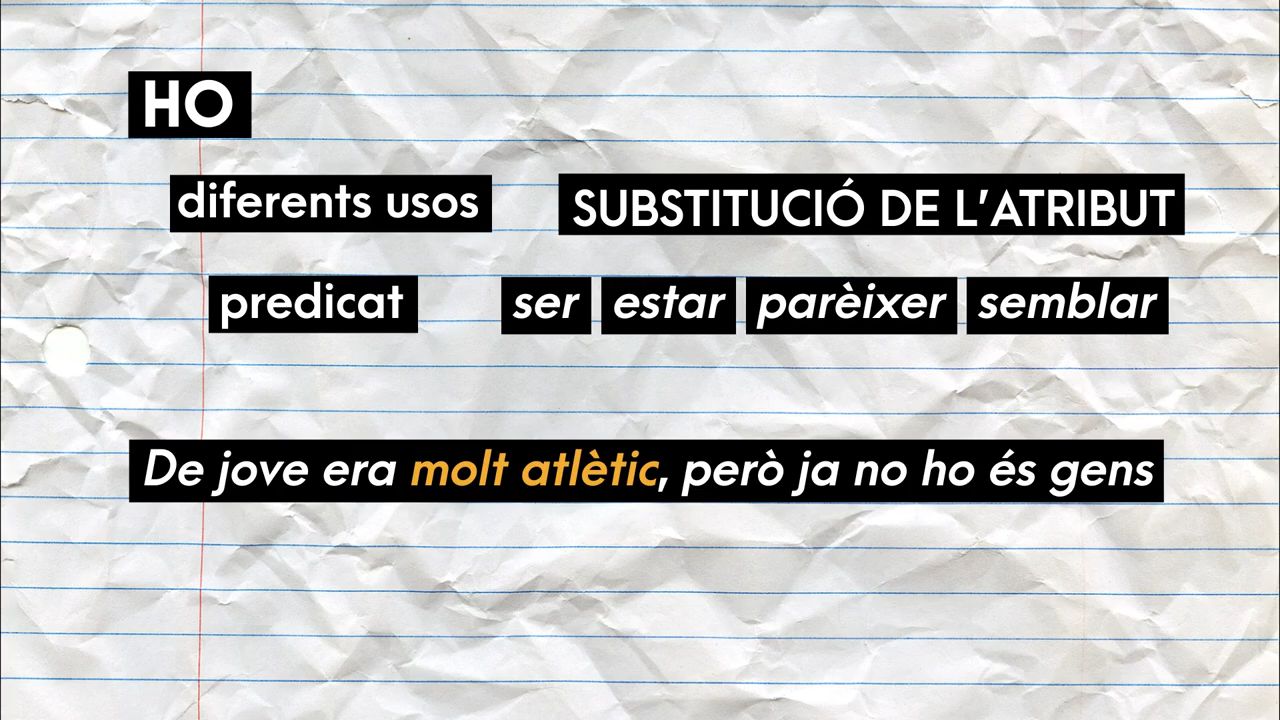 HO
diferents usos SUBSTITUCIÓ DE L'ATRIBUT
predicat ser estar parèixer semblar
De jove era molt atlètic, però ja no ho és gens